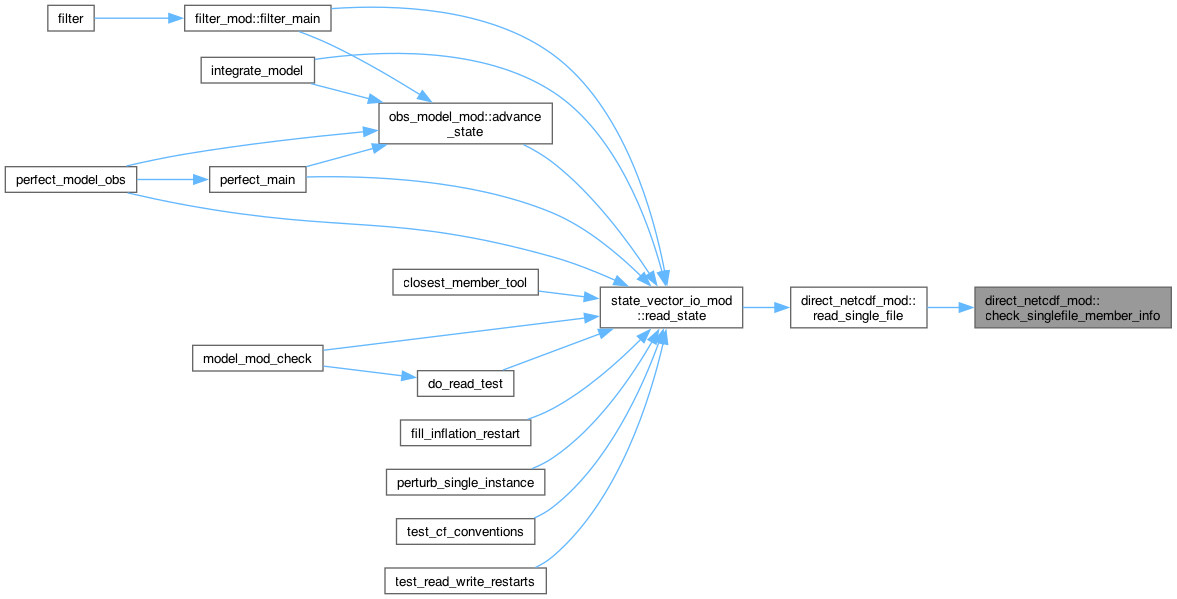 filter
filter_mod::filter_main
integrate_model
obs_model_mod::advance
_state
perfect_model_obs
perfect_main
closest_member_tool
state_vector_io_mod
::read_state
direct_netcdf_mod::
read_single_file
direct_netcdf_mod::
check_singlefile_member_info
model_mod_check
do_read_test
fill_inflation_restart
perturb_single_instance
test_cf_conventions
test_read_write_restarts